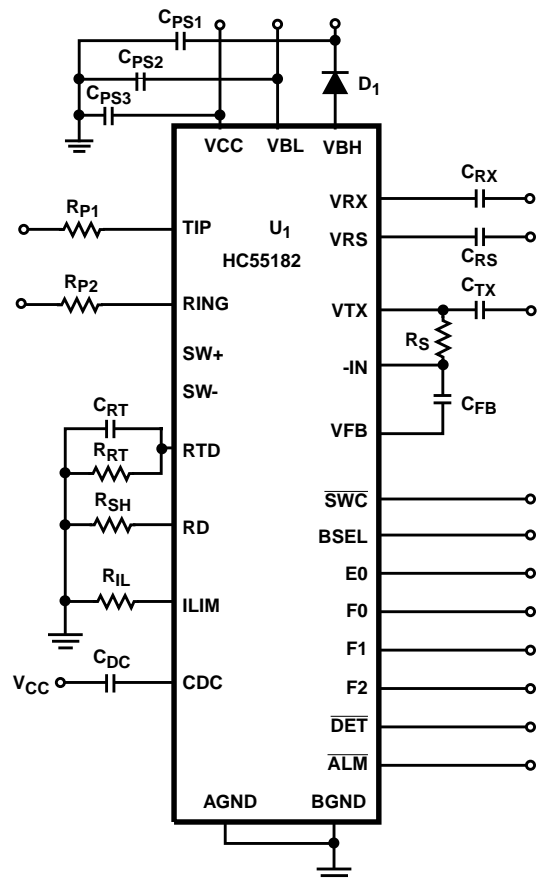 CPS1
CPS2
D1
CPS3
VCC VBL VBH
CRX
VRX
RP1
TIP
U1
VRS
HC55182
CRS
CTX
RP2
RING
VTX
RS
SW+
-IN
SW-
CFB
CRT
VFB
RTD
RRT
RSH
SWC
RD
BSEL
E0
RIL
ILIM
F0
F1
CDC
VCC
CDC
F2
DET
ALM
AGND BGND